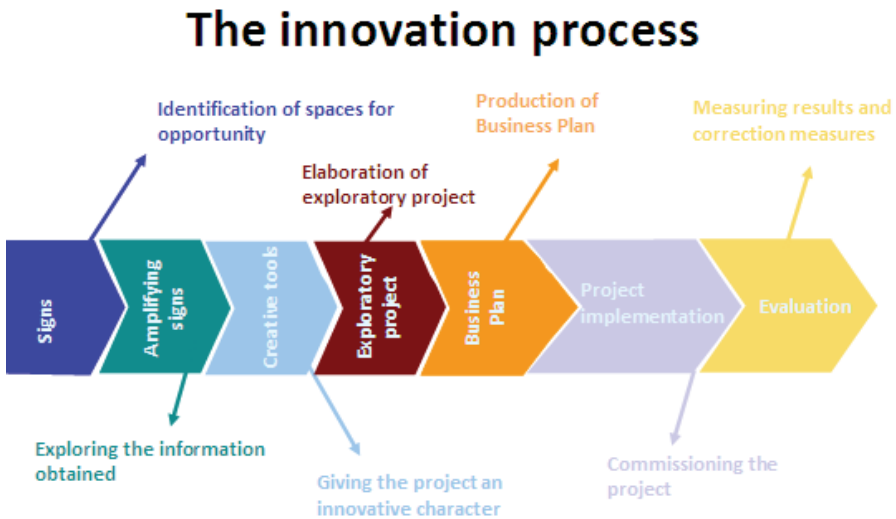 The innovation process
Identification of spaces for
opportunity
Production of
Business Plan
Measuring results and
correction measures
Elaboration of
exploratory project
Signs
Amplifying
signs
Creative tools
Exploratory
project
Business
Plan
Project
implementation
Evaluation
Exploring the information
obtained
Giving the project an
innovative character
Commissioning the
project